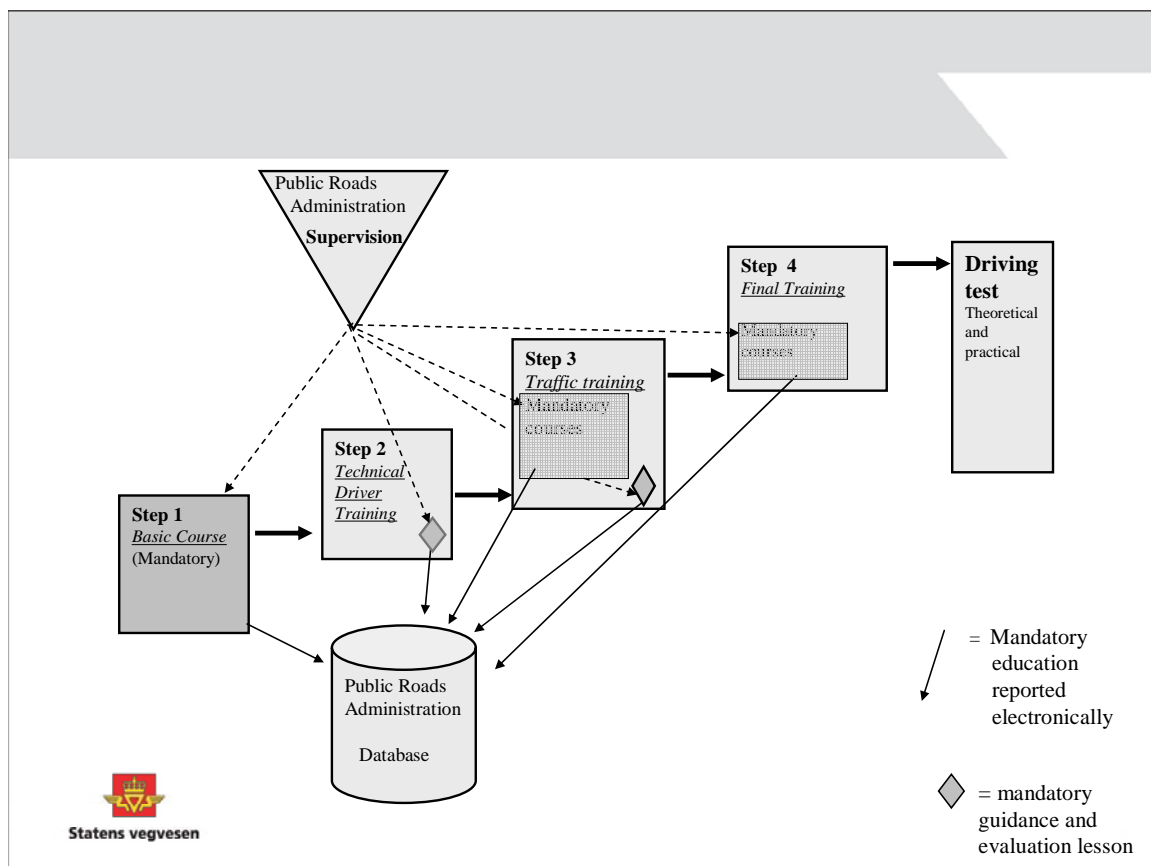 Public Roads
Administration
Supervision
Step 1
Basic Course
(Mandatory)
Step 2
Technical
Driver
Training
Step 3
Traffic training
Mandatory
courses
Step 4
Final Training
Mandatory
courses
Driving
test
Theoretical
and
practical
Public Roads
Administration
Database
= Mandatory
education
reported
electronically
= mandatory
guidance and
evaluation lesson
Statens vegvesen